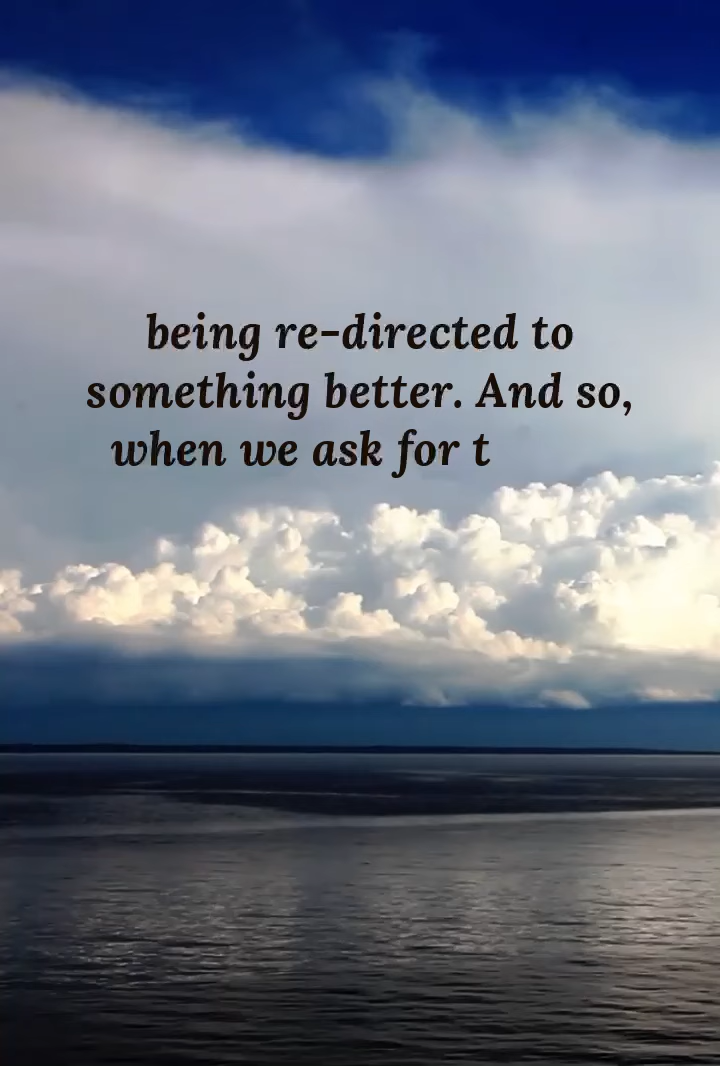 being re-directed to
something better. And so,
when we ask for t